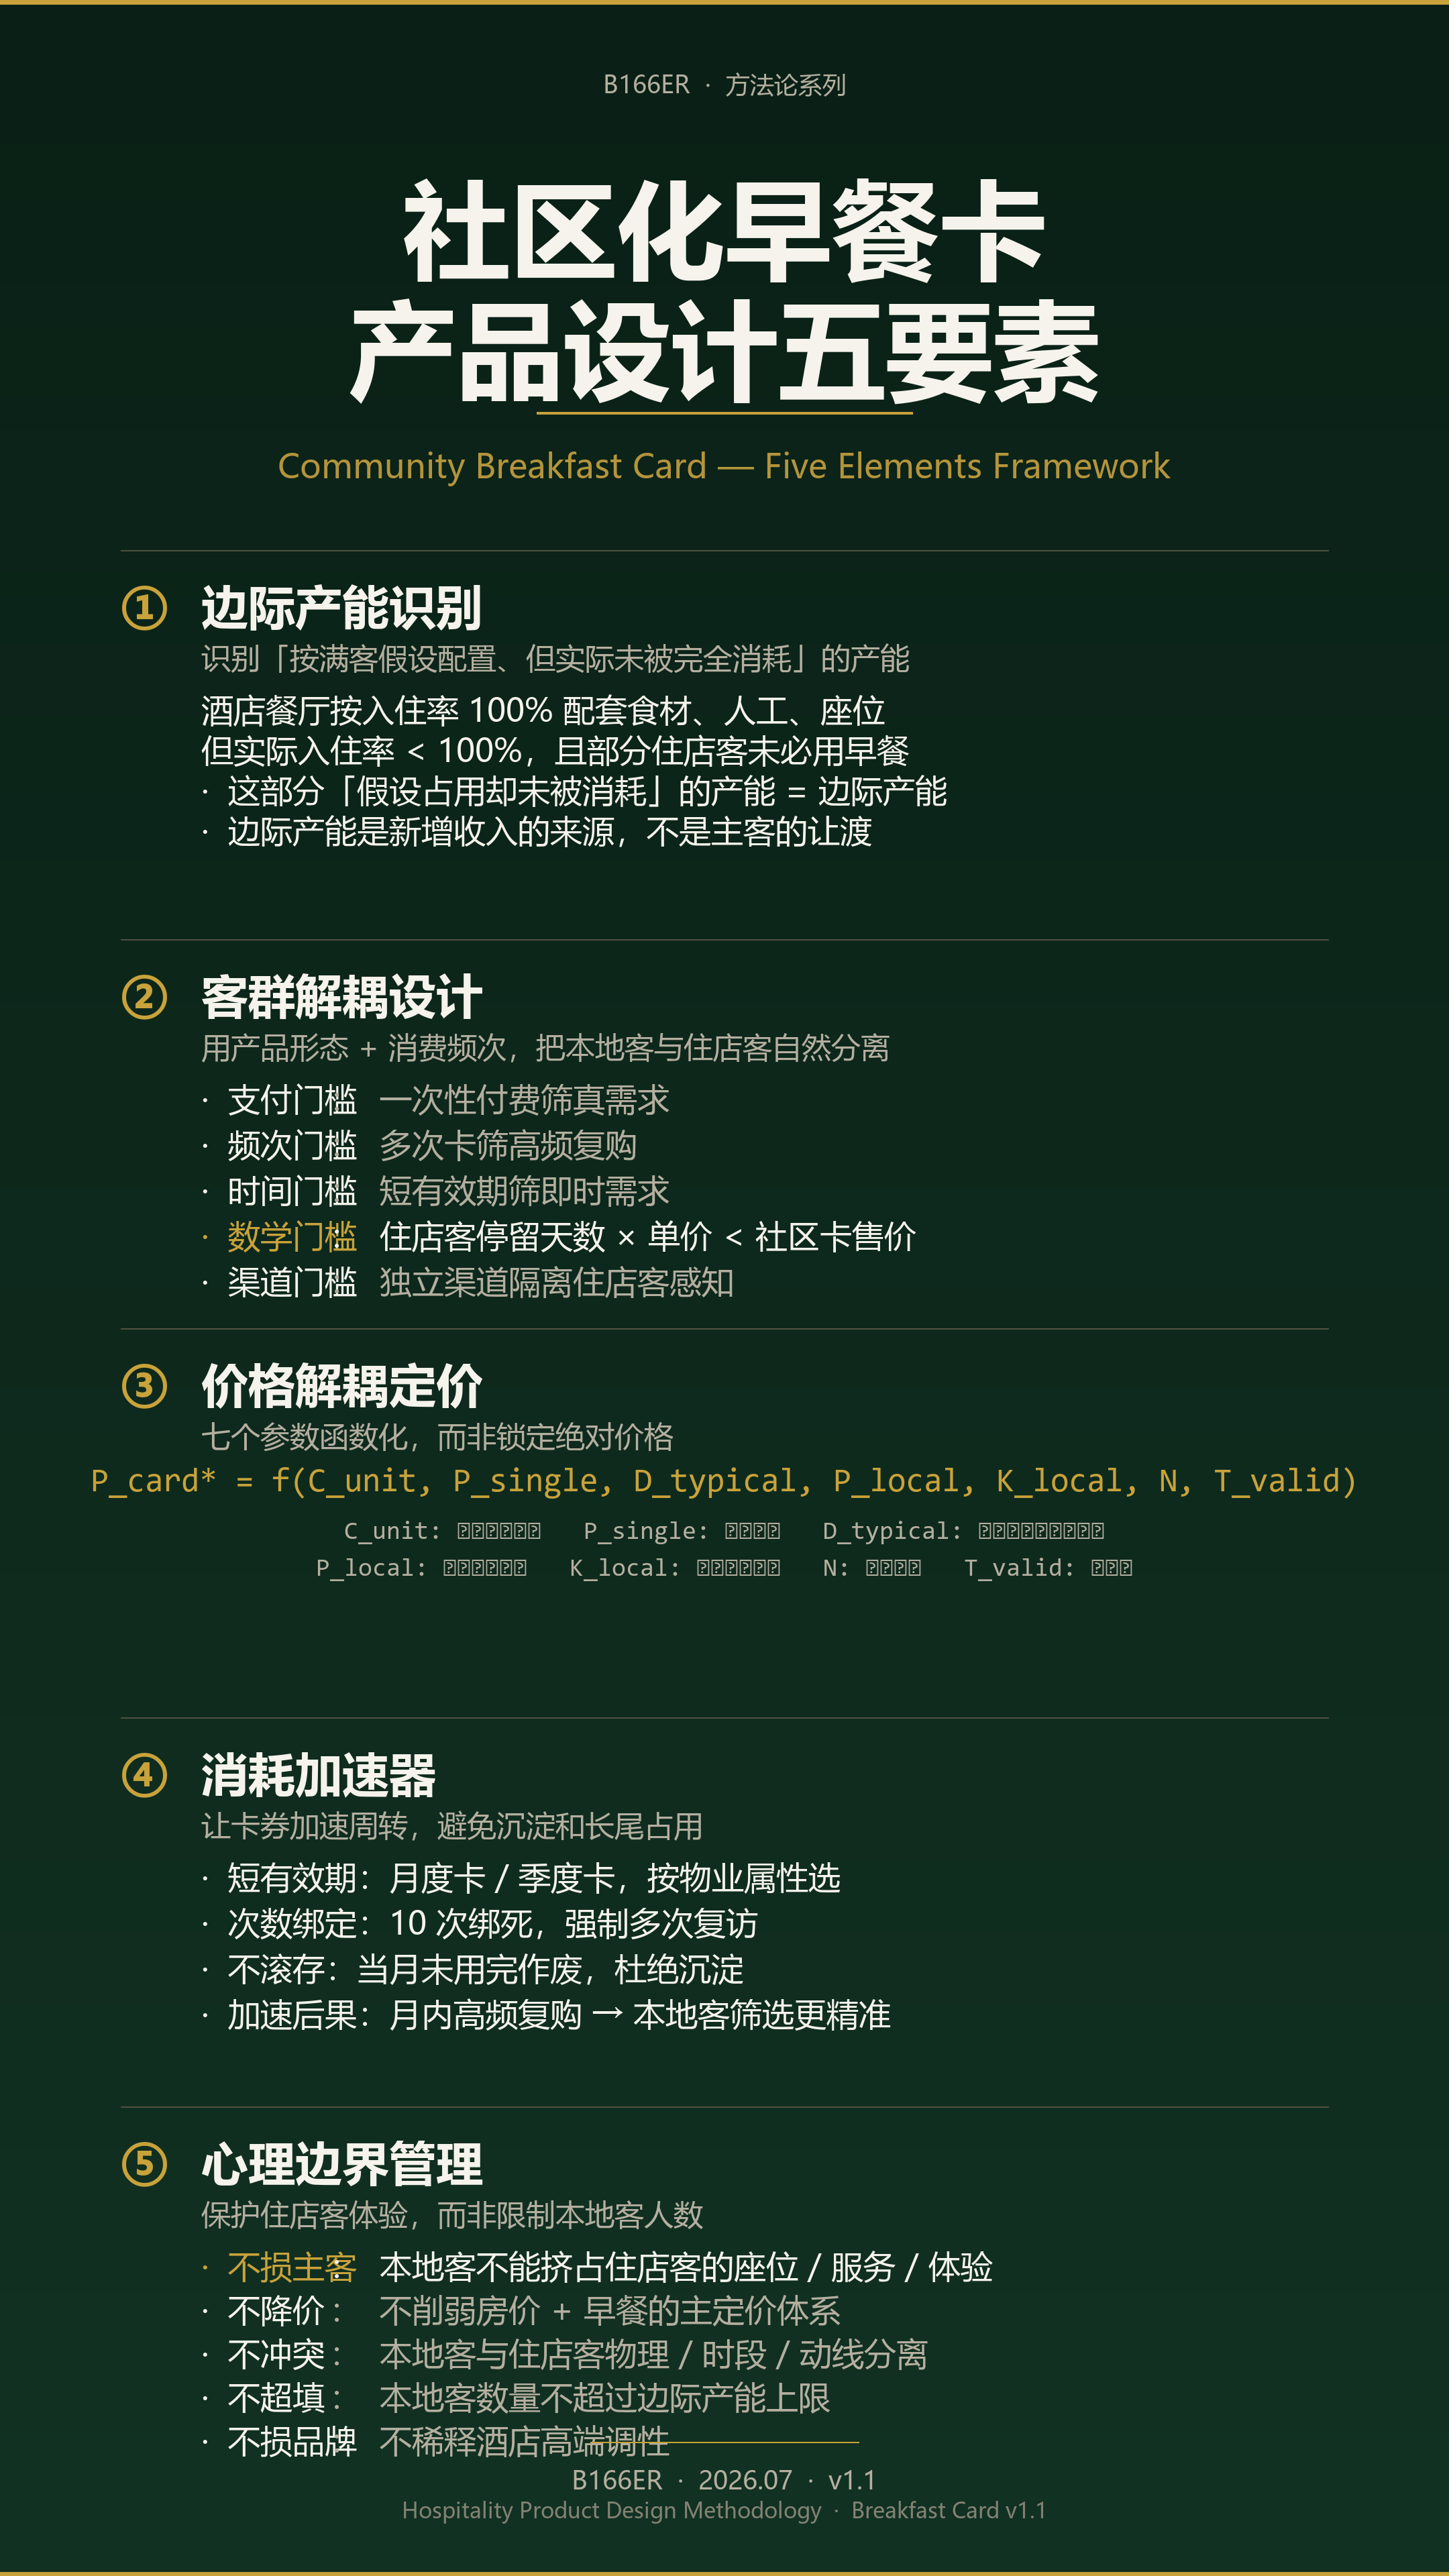 B166ER · 方法论系列
社区化早餐卡
产品设计五要素
Community Breakfast Card — Five Elements Framework
① 边际产能识别
识别「按满客假设配置、但实际未被完全消耗」的产能
酒店餐厅按入住率 100% 配套食材、人工、座位
但实际入住率 < 100%，且部分住店客未必用早餐
· 这部分「假设占用却未被消耗」的产能 = 边际产能
· 边际产能是新增收入的来源，不是主客的让渡
② 客群解耦设计
用产品形态 + 消费频次，把本地客与住店客自然分离
· 支付门槛 一次性付费筛真需求
· 频次门槛 多次卡筛高频复购
· 时间门槛 短有效期筛即时需求
· 数学门槛 住店客停留天数 × 单价 < 社区卡售价
· 渠道门槛 独立渠道隔离住店客感知
③ 价格解耦定价
七个参数函数化，而非锁定绝对价格
P_card* = f(C_unit, P_single, D_typical, P_local, K_local, N, T_valid)
C_unit: P_single: D_typical:
P_local: K_local: N: T_valid:
④ 消耗加速器
让卡券加速周转，避免沉淀和长尾占用
· 短有效期：月度卡 / 季度卡，按物业属性选
· 次数绑定：10 次绑死，强制多次复访
· 不滚存：当月未用完作废，杜绝沉淀
· 加速后果：月内高频复购 → 本地客筛选更精准
⑤ 心理边界管理
保护住店客体验，而非限制本地客人数
· 不损主客 本地客不能挤占住店客的座位 / 服务 / 体验
· 不降价： 不削弱房价 + 早餐的主定价体系
· 不冲突： 本地客与住店客物理 / 时段 / 动线分离
· 不超填： 本地客数量不超过边际产能上限
· 不损品牌 不稀释酒店高端调性
B166ER · 2026.07 · v1.1
Hospitality Product Design Methodology · Breakfast Card v1.1